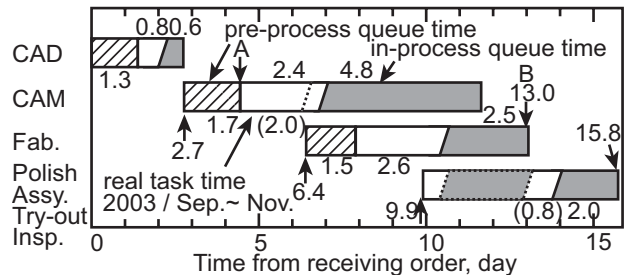 0.8 0.6
pre-process queue time
CAD
A
in-process queue time
1.3
2.4
4.8
B
CAM
13.0
1.7
(2.0)
2.5
2.7
15.8
Fab.
1.5
2.6
real task time
6.4
Polish
Assy.
2003 / Sep.~ Nov.
Try-out
9.9
(0.8)
2.0
Insp.
0
5
10
15
Time from receiving order, day